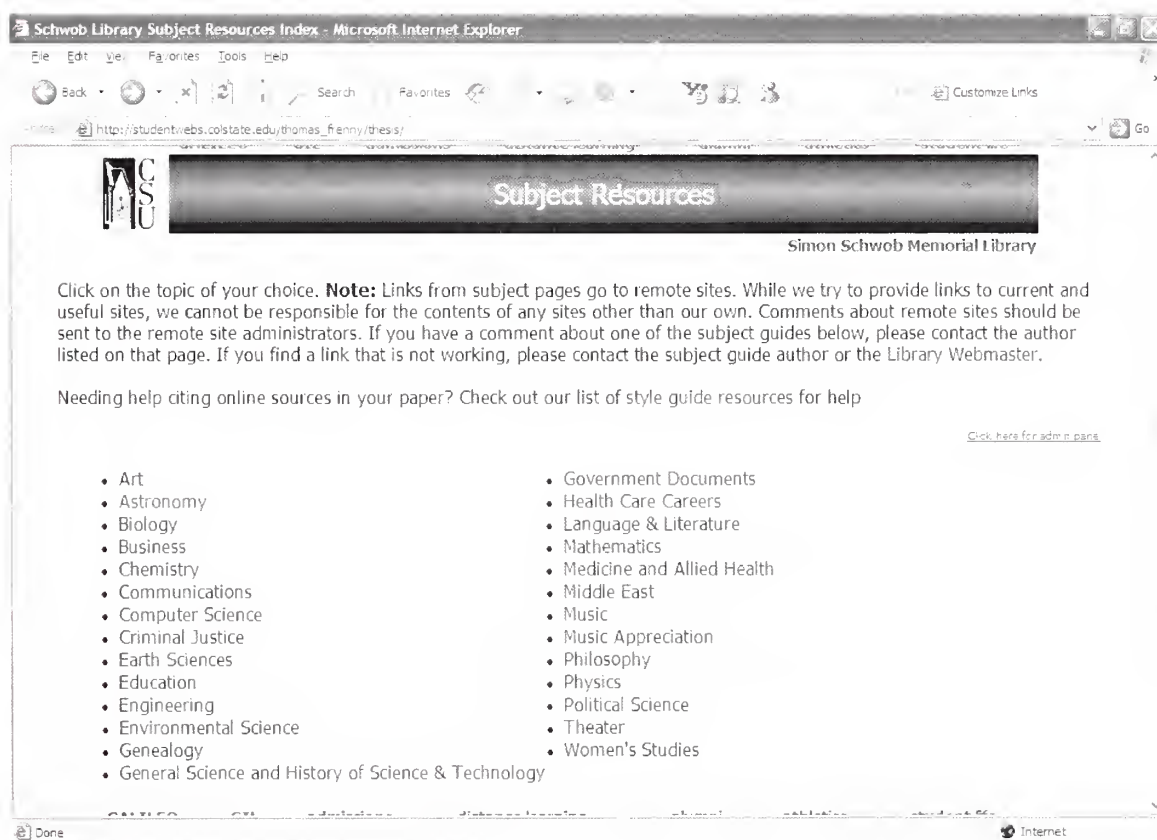 Schwob Library Subject Resources Index - Microsoft Internet Explorer
File Edit View Favorites Tools Help
Back Search Favorites Customize Links
http://studentwebs.colstate.edu/thomas_frenny/thesis/ Go
CSU
Subject Resources
Simon Schwob Memorial Library
Click on the topic of your choice. Note: Links from subject pages go to remote sites. While we try to provide links to current and
useful sites, we cannot be responsible for the contents of any sites other than our own. Comments about remote sites should be
sent to the remote site administrators. If you have a comment about one of the subject guides below, please contact the author
listed on that page. If you find a link that is not working, please contact the subject guide author or the Library Webmaster.
Needing help citing online sources in your paper? Check out our list of style guide resources for help
Click here for admin panel
• Art
• Astronomy
• Biology
• Business
• Chemistry
• Communications
• Computer Science
• Criminal Justice
• Earth Sciences
• Education
• Engineering
• Environmental Science
• Genealogy
• General Science and History of Science & Technology
• Government Documents
• Health Care Careers
• Language & Literature
• Mathematics
• Medicine and Allied Health
• Middle East
• Music
• Music Appreciation
• Philosophy
• Physics
• Political Science
• Theater
• Women's Studies
Done Internet